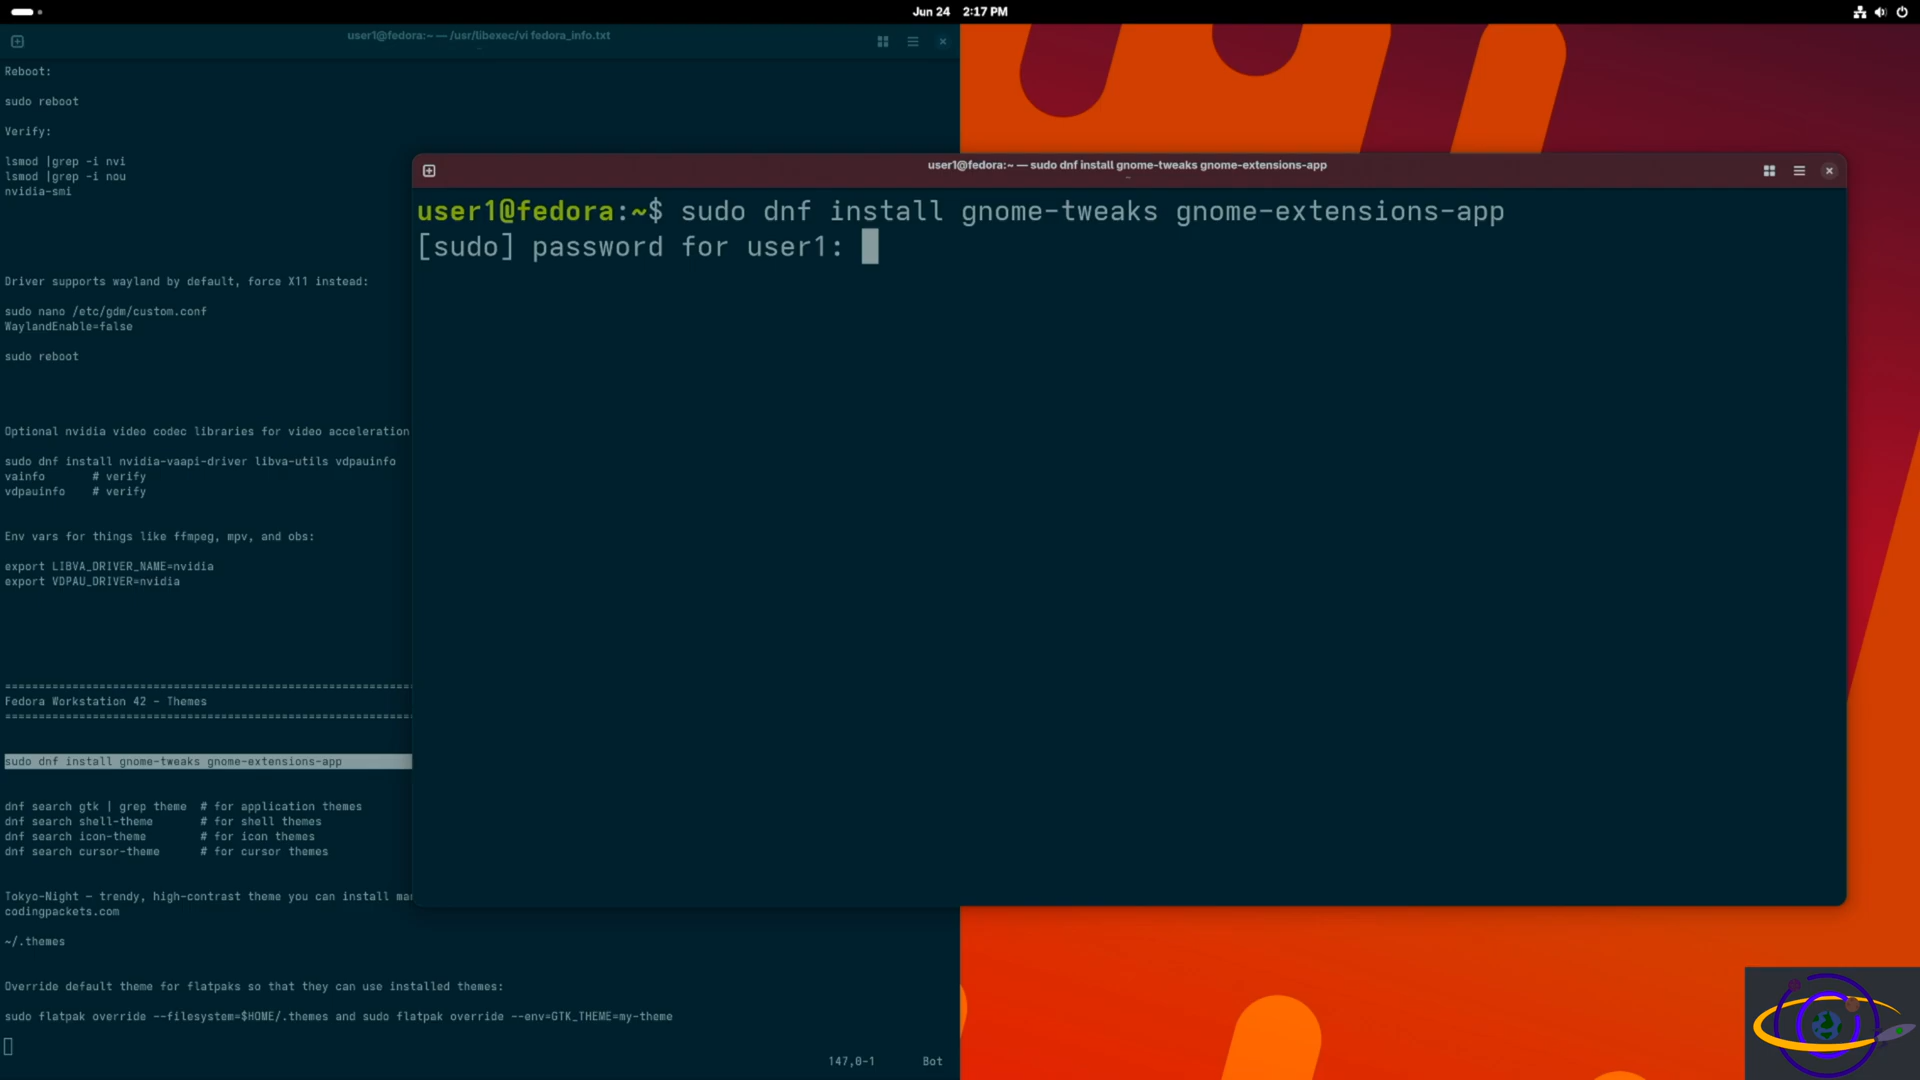 Jun 24 2:17 PM
user1@fedora:~ — /usr/libexec/vi fedora_info.txt
Reboot:
sudo reboot
Verify:
lsmod |grep -i nvi
lsmod |grep -i nou
nvidia-smi
Driver supports wayland by default, force X11 instead:
sudo nano /etc/gdm/custom.conf
WaylandEnable=false
sudo reboot
Optional nvidia video codec libraries for video acceleration
sudo dnf install nvidia-vaapi-driver libva-utils vdpauinfo
vainfo # verify
vdpauinfo # verify
Env vars for things like ffmpeg, mpv, and obs:
export LIBVA_DRIVER_NAME=nvidia
export VDPAU_DRIVER=nvidia
================================================================
Fedora Workstation 42 - Themes
================================================================
sudo dnf install gnome-tweaks gnome-extensions-app
dnf search gtk | grep theme # for application themes
dnf search shell-theme # for shell themes
dnf search icon-theme # for icon themes
dnf search cursor-theme # for cursor themes
Tokyo-Night — trendy, high-contrast theme you can install
codingpackets.com
~/.themes
Override default theme for flatpaks so that they can use installed themes:
sudo flatpak override --filesystem=$HOME/.themes and sudo flatpak override --env=GTK_THEME=my-theme
147,0-1 Bot
user1@fedora:~ — sudo dnf install gnome-tweaks gnome-extensions-app
user1@fedora:~$ sudo dnf install gnome-tweaks gnome-extensions-app
[sudo] password for user1: